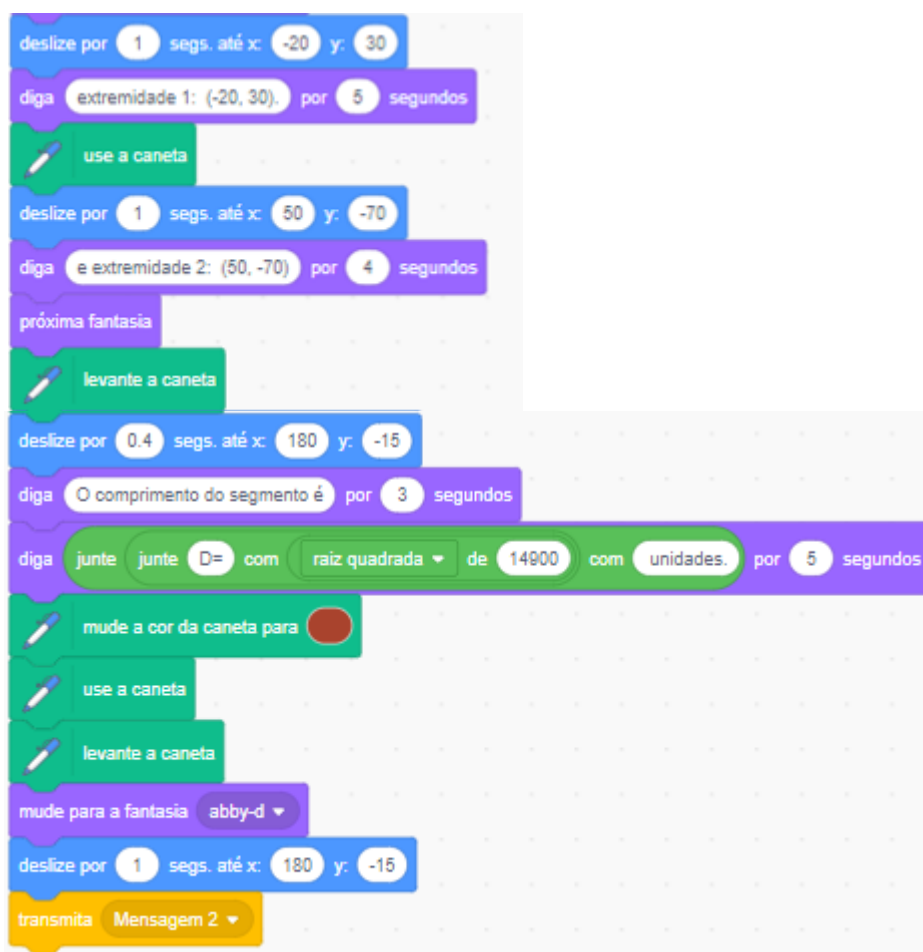 deslize por 1 segs. até x: -20 y: 30
diga extremidade 1: (-20, 30). por 5 segundos
use a caneta
deslize por 1 segs. até x: 50 y: -70
diga e extremidade 2: (50, -70) por 4 segundos
próxima fantasia
levante a caneta
deslize por 0.4 segs. até x: 180 y: -15
diga O comprimento do segmento é por 3 segundos
diga junte junte D= com raiz quadrada de 14900 com unidades. por 5 segundos
mude a cor da caneta para
use a caneta
levante a caneta
mude para a fantasia abby-d
deslize por 1 segs. até x: 180 y: -15
transmita Mensagem 2